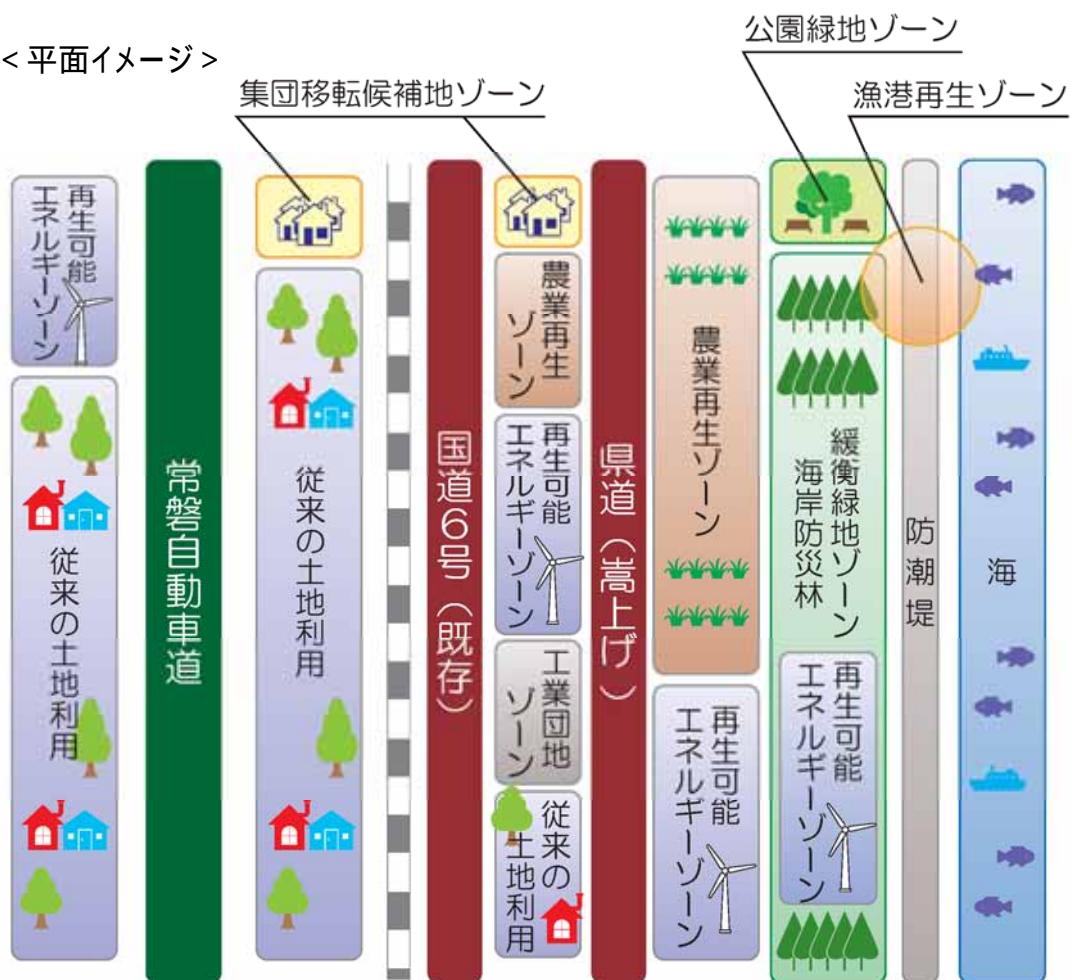 <平面イメージ>
公園緑地ゾーン
集団移転候補地ゾーン
漁港再生ゾーン
再生可能
エネルギーゾーン
従来の土地利用
常磐自動車道
従来の土地利用
国道6号（既存）
農業再生
ゾーン
再生可能
エネルギーゾーン
工業団地
ゾーン
従来の
土地利用
県道（嵩上げ）
農業再生ゾーン
再生可能
エネルギーゾーン
緩衝緑地ゾーン
海岸防災林
再生可能
エネルギーゾーン
防潮堤
海